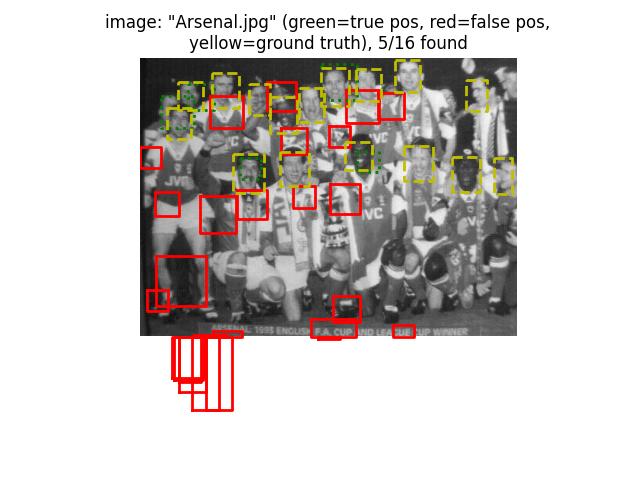 image: "Arsenal.jpg" (green=true pos, red=false pos,
yellow=ground truth), 5/16 found
JVC
JVC
JVC
ARSENAL: 1993 ENGLISH F.A. CUP AND LEAGUE CUP WINNER